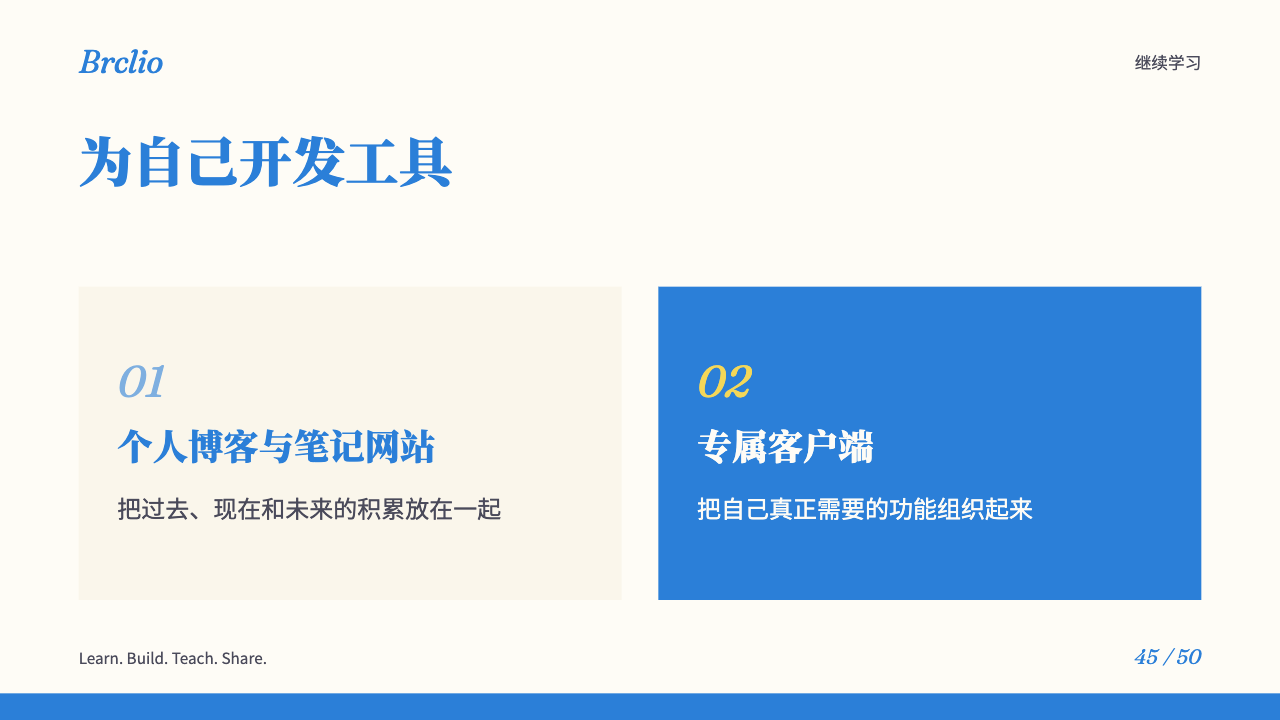 Brclio
继续学习
为自己开发工具
01
个人博客与笔记网站
把过去、现在和未来的积累放在一起
02
专属客户端
把自己真正需要的功能组织起来
Learn. Build. Teach. Share.
45 / 50